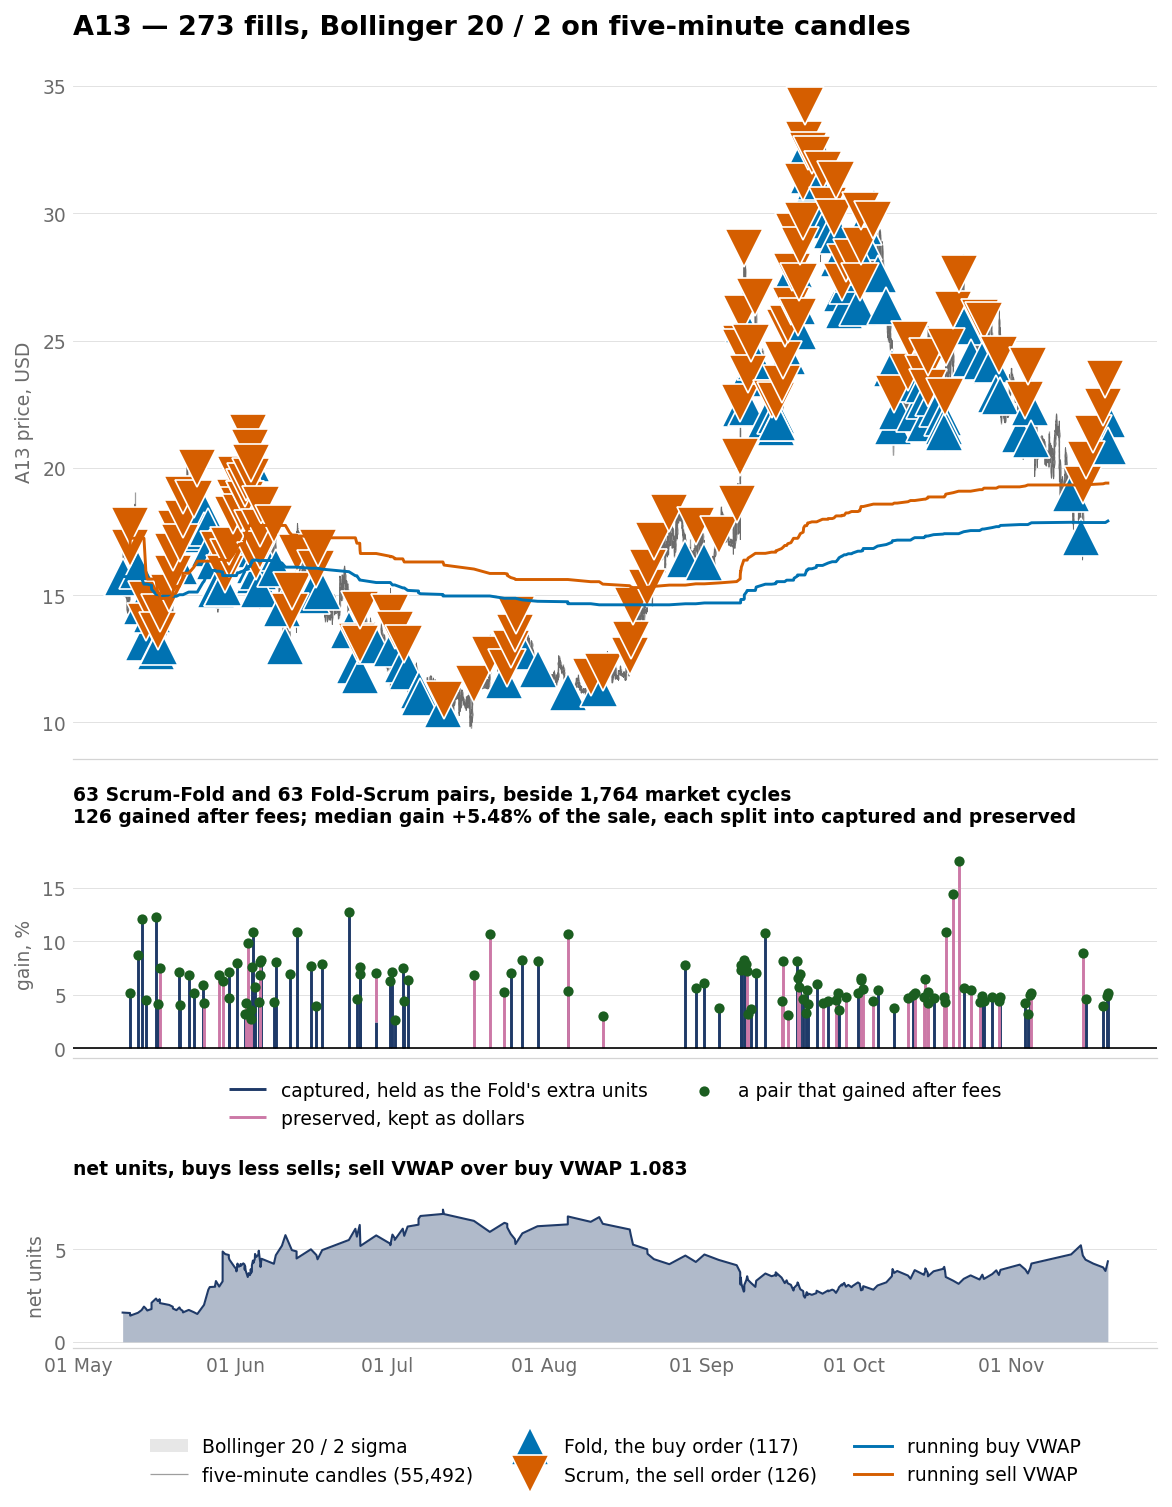 A13 — 273 fills, Bollinger 20 / 2 on five-minute candles
35
30
25
20
15
10
A13 price, USD
63 Scrum-Fold and 63 Fold-Scrum pairs, beside 1,764 market cycles
126 gained after fees; median gain +5.48% of the sale, each split into captured and preserved
15
10
5
0
gain, %
captured, held as the Fold's extra units
preserved, kept as dollars
a pair that gained after fees
net units, buys less sells; sell VWAP over buy VWAP 1.083
5
0
net units
01 May
01 Jun
01 Jul
01 Aug
01 Sep
01 Oct
01 Nov
Bollinger 20 / 2 sigma
five-minute candles (55,492)
Fold, the buy order (117)
Scrum, the sell order (126)
running buy VWAP
running sell VWAP